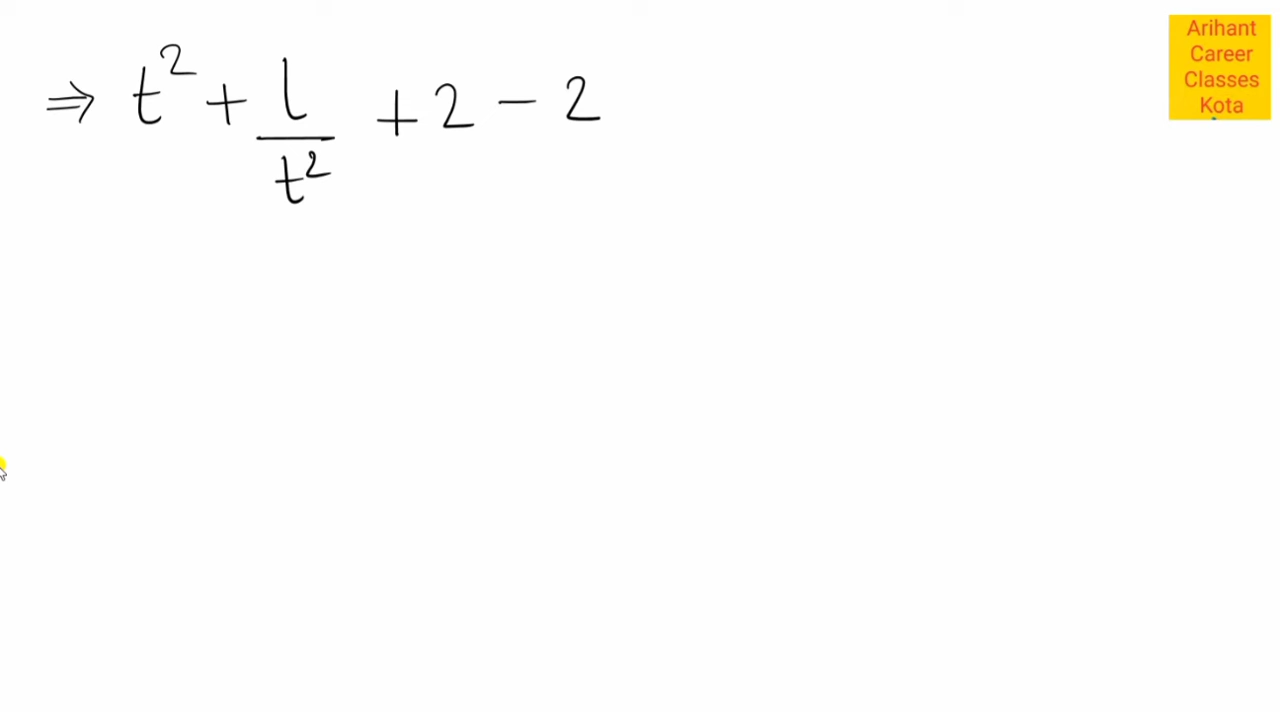 ⇒ t² + 1/t² + 2 - 2
Arihant
Career
Classes
Kota